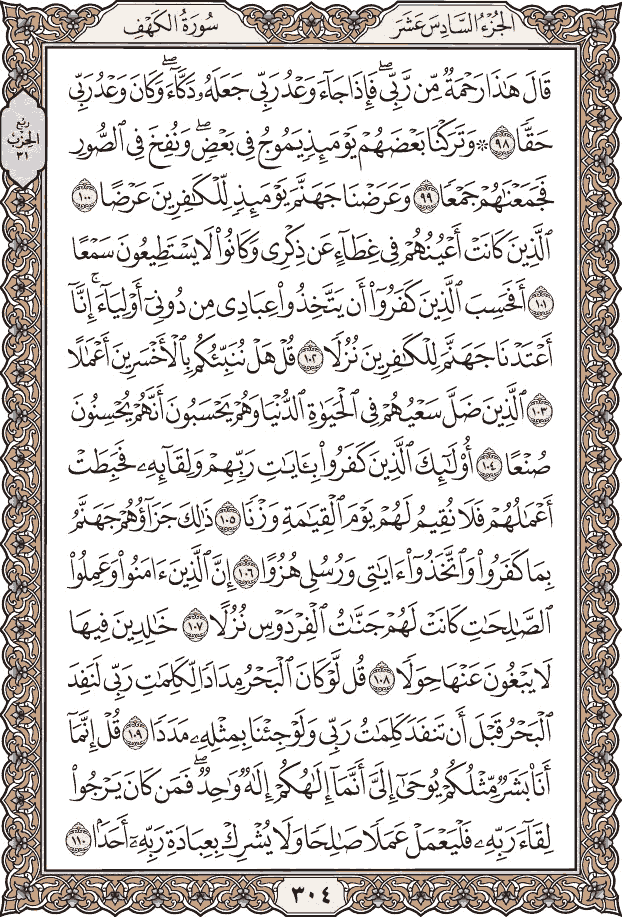 الجُزْءُ السَّادِسَ عَشَرَ
سُورَةُ الكَهْفِ
قَالَ هَٰذَا رَحْمَةٌ مِّن رَّبِّي ۖ فَإِذَا جَآءَ وَعْدُ رَبِّي جَعَلَهُۥ دَكَّآءَ ۖ وَكَانَ وَعْدُ رَبِّي
حَقًّا ٩٨ ۞ وَتَرَكْنَا بَعْضَهُمْ يَوْمَئِذٍ يَمُوجُ فِي بَعْضٍ ۖ وَنُفِخَ فِي ٱلصُّورِ
فَجَمَعْنَٰهُمْ جَمْعًا ٩٩ وَعَرَضْنَا جَهَنَّمَ يَوْمَئِذٍ لِّلْكَٰفِرِينَ عَرْضًا ١٠٠
ٱلَّذِينَ كَانَتْ أَعْيُنُهُمْ فِي غِطَآءٍ عَن ذِكْرِي وَكَانُوا۟ لَا يَسْتَطِيعُونَ سَمْعًا
١٠١ أَفَحَسِبَ ٱلَّذِينَ كَفَرُوٓا۟ أَن يَتَّخِذُوا۟ عِبَادِي مِن دُونِيٓ أَوْلِيَآءَ ۚ إِنَّآ
أَعْتَدْنَا جَهَنَّمَ لِلْكَٰفِرِينَ نُزُلًا ١٠٢ قُلْ هَلْ نُنَبِّئُكُم بِٱلْأَخْسَرِينَ أَعْمَٰلًا
١٠٣ ٱلَّذِينَ ضَلَّ سَعْيُهُمْ فِي ٱلْحَيَوٰةِ ٱلدُّنْيَا وَهُمْ يَحْسَبُونَ أَنَّهُمْ يُحْسِنُونَ
صُنْعًا ١٠٤ أُو۟لَٰٓئِكَ ٱلَّذِينَ كَفَرُوا۟ بِـَٔايَٰتِ رَبِّهِمْ وَلِقَآئِهِۦ فَحَبِطَتْ
أَعْمَٰلُهُمْ فَلَا نُقِيمُ لَهُمْ يَوْمَ ٱلْقِيَٰمَةِ وَزْنًا ١٠٥ ذَٰلِكَ جَزَآؤُهُمْ جَهَنَّمُ
بِمَا كَفَرُوا۟ وَٱتَّخَذُوٓا۟ ءَايَٰتِي وَرُسُلِي هُزُوًا ١٠٦ إِنَّ ٱلَّذِينَ ءَامَنُوا۟ وَعَمِلُوا۟
ٱلصَّٰلِحَٰتِ كَانَتْ لَهُمْ جَنَّٰتُ ٱلْفِرْدَوْسِ نُزُلًا ١٠٧ خَٰلِدِينَ فِيهَا
لَا يَبْغُونَ عَنْهَا حِوَلًا ١٠٨ قُل لَّوْ كَانَ ٱلْبَحْرُ مِدَادًا لِّكَلِمَٰتِ رَبِّي لَنَفِدَ
ٱلْبَحْرُ قَبْلَ أَن تَنفَدَ كَلِمَٰتُ رَبِّي وَلَوْ جِئْنَا بِمِثْلِهِۦ مَدَدًا ١٠٩ قُلْ إِنَّمَآ
أَنَا۠ بَشَرٌ مِّثْلُكُمْ يُوحَىٰٓ إِلَيَّ أَنَّمَآ إِلَٰهُكُمْ إِلَٰهٌ وَٰحِدٌ ۖ فَمَن كَانَ يَرْجُوا۟
لِقَآءَ رَبِّهِۦ فَلْيَعْمَلْ عَمَلًا صَٰلِحًا وَلَا يُشْرِكْ بِعِبَادَةِ رَبِّهِۦٓ أَحَدًۢا ١١٠
رُبْعُ
الحِزْبِ
٣١
٣٠٤